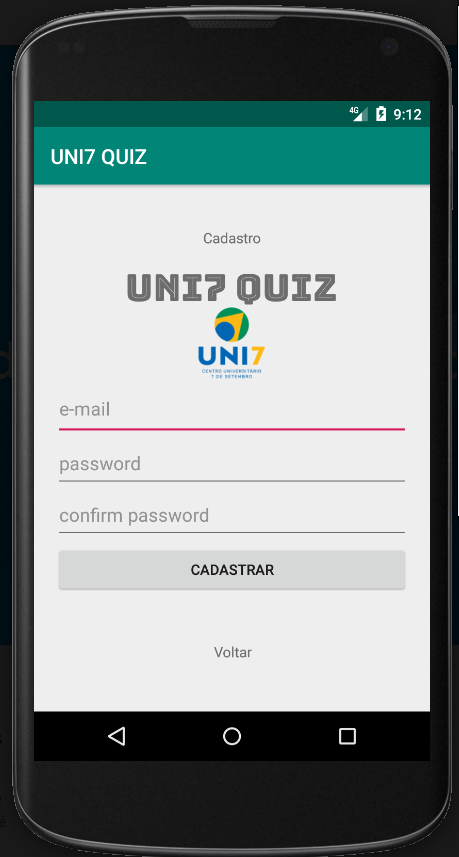 4G 9:12
UNI7 QUIZ
Cadastro
UNI7 QUIZ
UNI7
CENTRO UNIVERSITÁRIO
7 DE SETEMBRO
e-mail
password
confirm password
CADASTRAR
Voltar